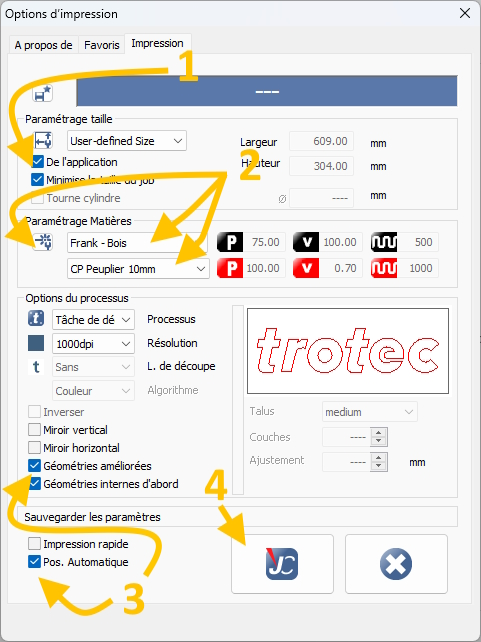 Options d'impression
A propos de Favoris Impression
1
---
Paramétrage taille
User-defined Size
Largeur 609.00 mm
De l'application
Hauteur 304.00 mm
Minimise la taille du job
2
Tourne cylindre
⌀ ---- mm
Paramétrage Matières
Frank - Bois
P 75.00 v 100.00 500
CP Peuplier 10mm
P 100.00 v 0.70 1000
Options du processus
t Tâche de dé Processus
1000dpi Résolution
t Sans L. de découpe
Couleur Algorithme
trotec
Inverser
Talus medium
Miroir vertical
Couches ----
Miroir horizontal
Ajustement ---- mm
Géométries améliorées
Géométries internes d'abord
4
Sauvegarder les paramètres
Impression rapide
Pos. Automatique
JC
3